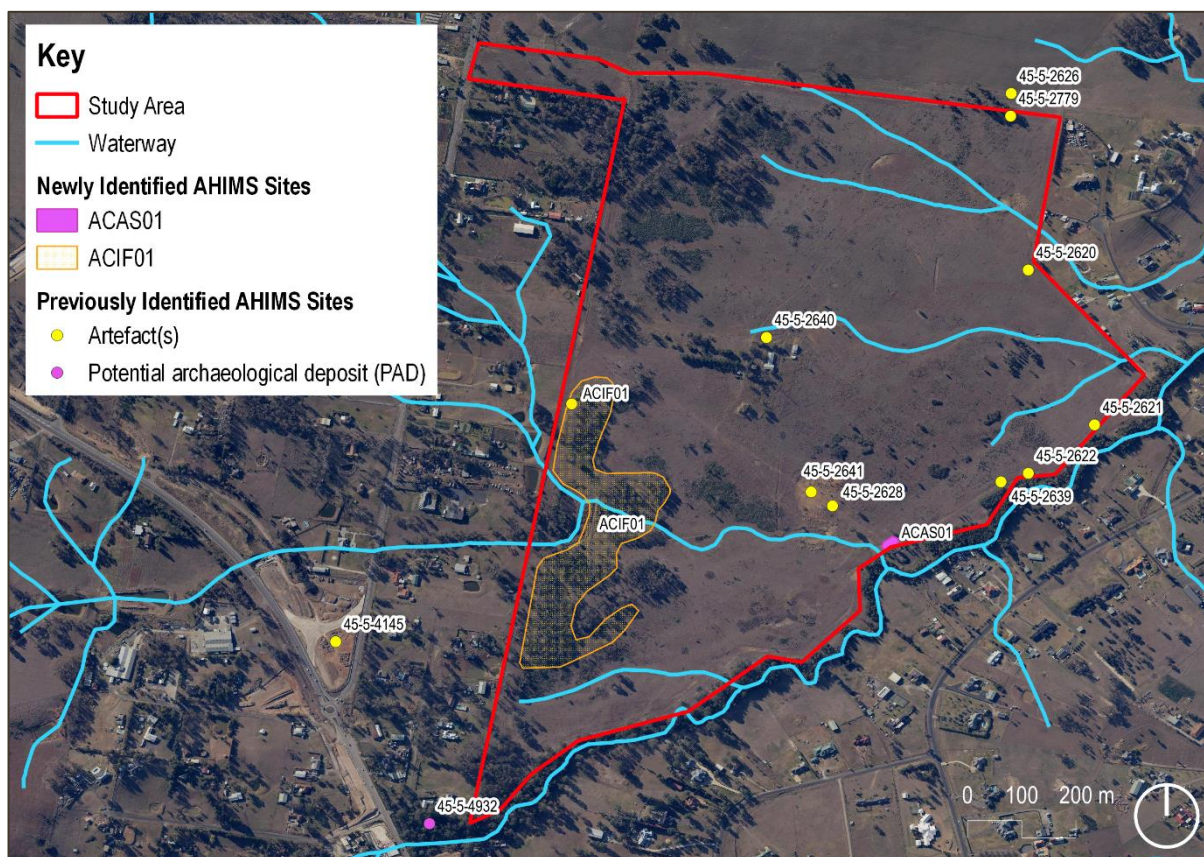 Key
Study Area
Waterway
Newly Identified AHIMS Sites
ACAS01
ACIF01
Previously Identified AHIMS Sites
Artefact(s)
Potential archaeological deposit (PAD)
45-5-2626
45-5-2779
45-5-2620
45-5-2640
ACIF01
45-5-2621
45-5-2622
45-5-2641
45-5-2639
45-5-2628
ACIF01
ACAS01
45-5-4145
45-5-4932
0 100 200 m